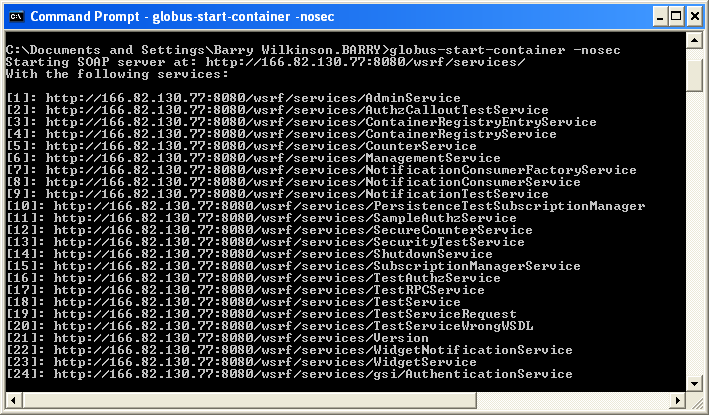 Command Prompt - globus-start-container -nosec
C:\Documents and Settings\Barry Wilkinson.BARRY>globus-start-container -nosec
Starting SOAP server at: http://166.82.130.77:8080/wsrf/services/
With the following services:
[1]: http://166.82.130.77:8080/wsrf/services/AdminService
[2]: http://166.82.130.77:8080/wsrf/services/AuthzCalloutTestService
[3]: http://166.82.130.77:8080/wsrf/services/ContainerRegistryEntryService
[4]: http://166.82.130.77:8080/wsrf/services/ContainerRegistryService
[5]: http://166.82.130.77:8080/wsrf/services/CounterService
[6]: http://166.82.130.77:8080/wsrf/services/ManagementService
[7]: http://166.82.130.77:8080/wsrf/services/NotificationConsumerFactoryService
[8]: http://166.82.130.77:8080/wsrf/services/NotificationConsumerService
[9]: http://166.82.130.77:8080/wsrf/services/NotificationTestService
[10]: http://166.82.130.77:8080/wsrf/services/PersistenceTestSubscriptionManager
[11]: http://166.82.130.77:8080/wsrf/services/SampleAuthzService
[12]: http://166.82.130.77:8080/wsrf/services/SecureCounterService
[13]: http://166.82.130.77:8080/wsrf/services/SecurityTestService
[14]: http://166.82.130.77:8080/wsrf/services/ShutdownService
[15]: http://166.82.130.77:8080/wsrf/services/SubscriptionManagerService
[16]: http://166.82.130.77:8080/wsrf/services/TestAuthzService
[17]: http://166.82.130.77:8080/wsrf/services/TestRPCService
[18]: http://166.82.130.77:8080/wsrf/services/TestService
[19]: http://166.82.130.77:8080/wsrf/services/TestServiceRequest
[20]: http://166.82.130.77:8080/wsrf/services/TestServiceWrongWSDL
[21]: http://166.82.130.77:8080/wsrf/services/Version
[22]: http://166.82.130.77:8080/wsrf/services/WidgetNotificationService
[23]: http://166.82.130.77:8080/wsrf/services/WidgetService
[24]: http://166.82.130.77:8080/wsrf/services/gsi/AuthenticationService